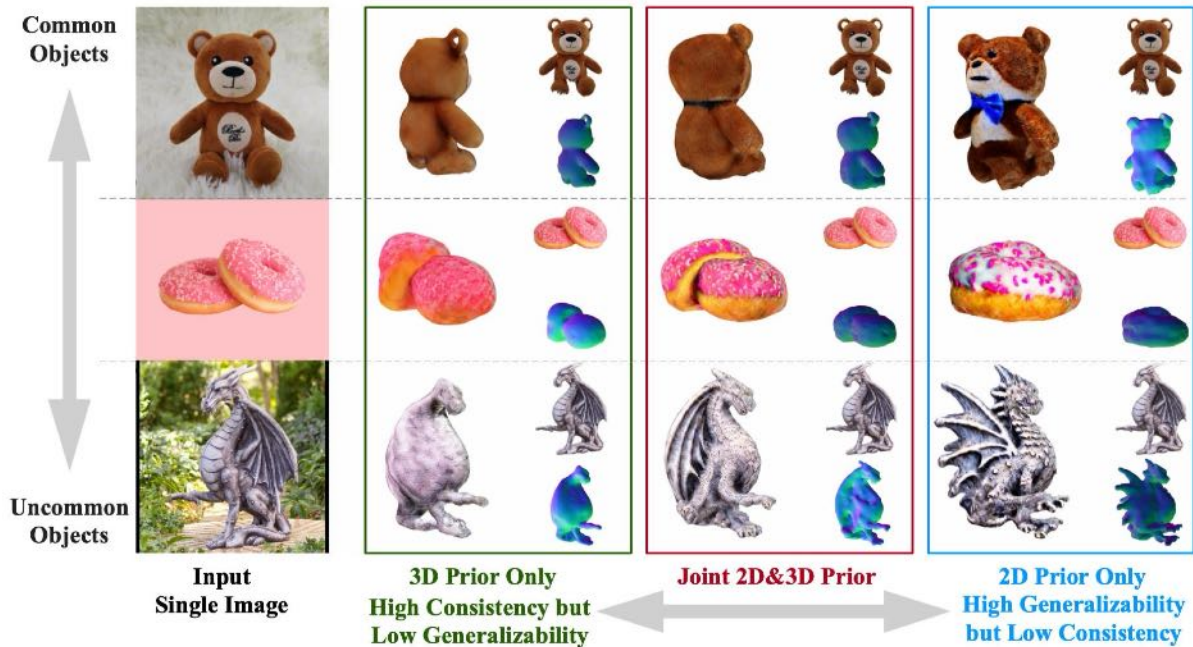 Common
Objects
Uncommon
Objects
Input
Single Image
3D Prior Only
High Consistency but
Low Generalizability
Joint 2D&3D Prior
2D Prior Only
High Generalizability
but Low Consistency